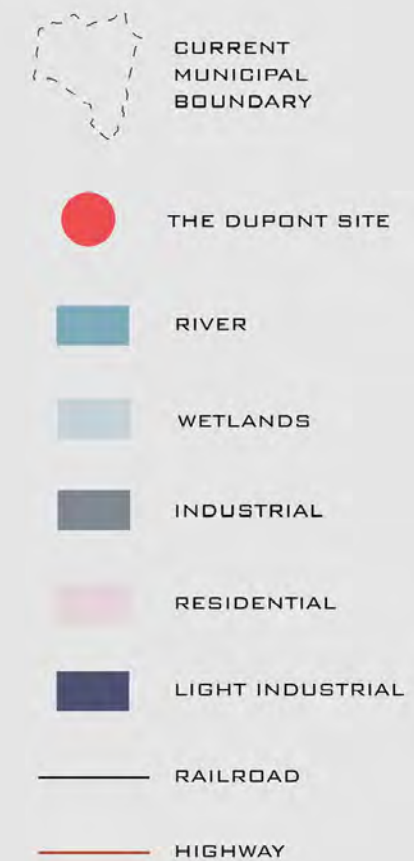 CURRENT
MUNICIPAL
BOUNDARY
THE DUPONT SITE
RIVER
WETLANDS
INDUSTRIAL
RESIDENTIAL
LIGHT INDUSTRIAL
RAILROAD
HIGHWAY